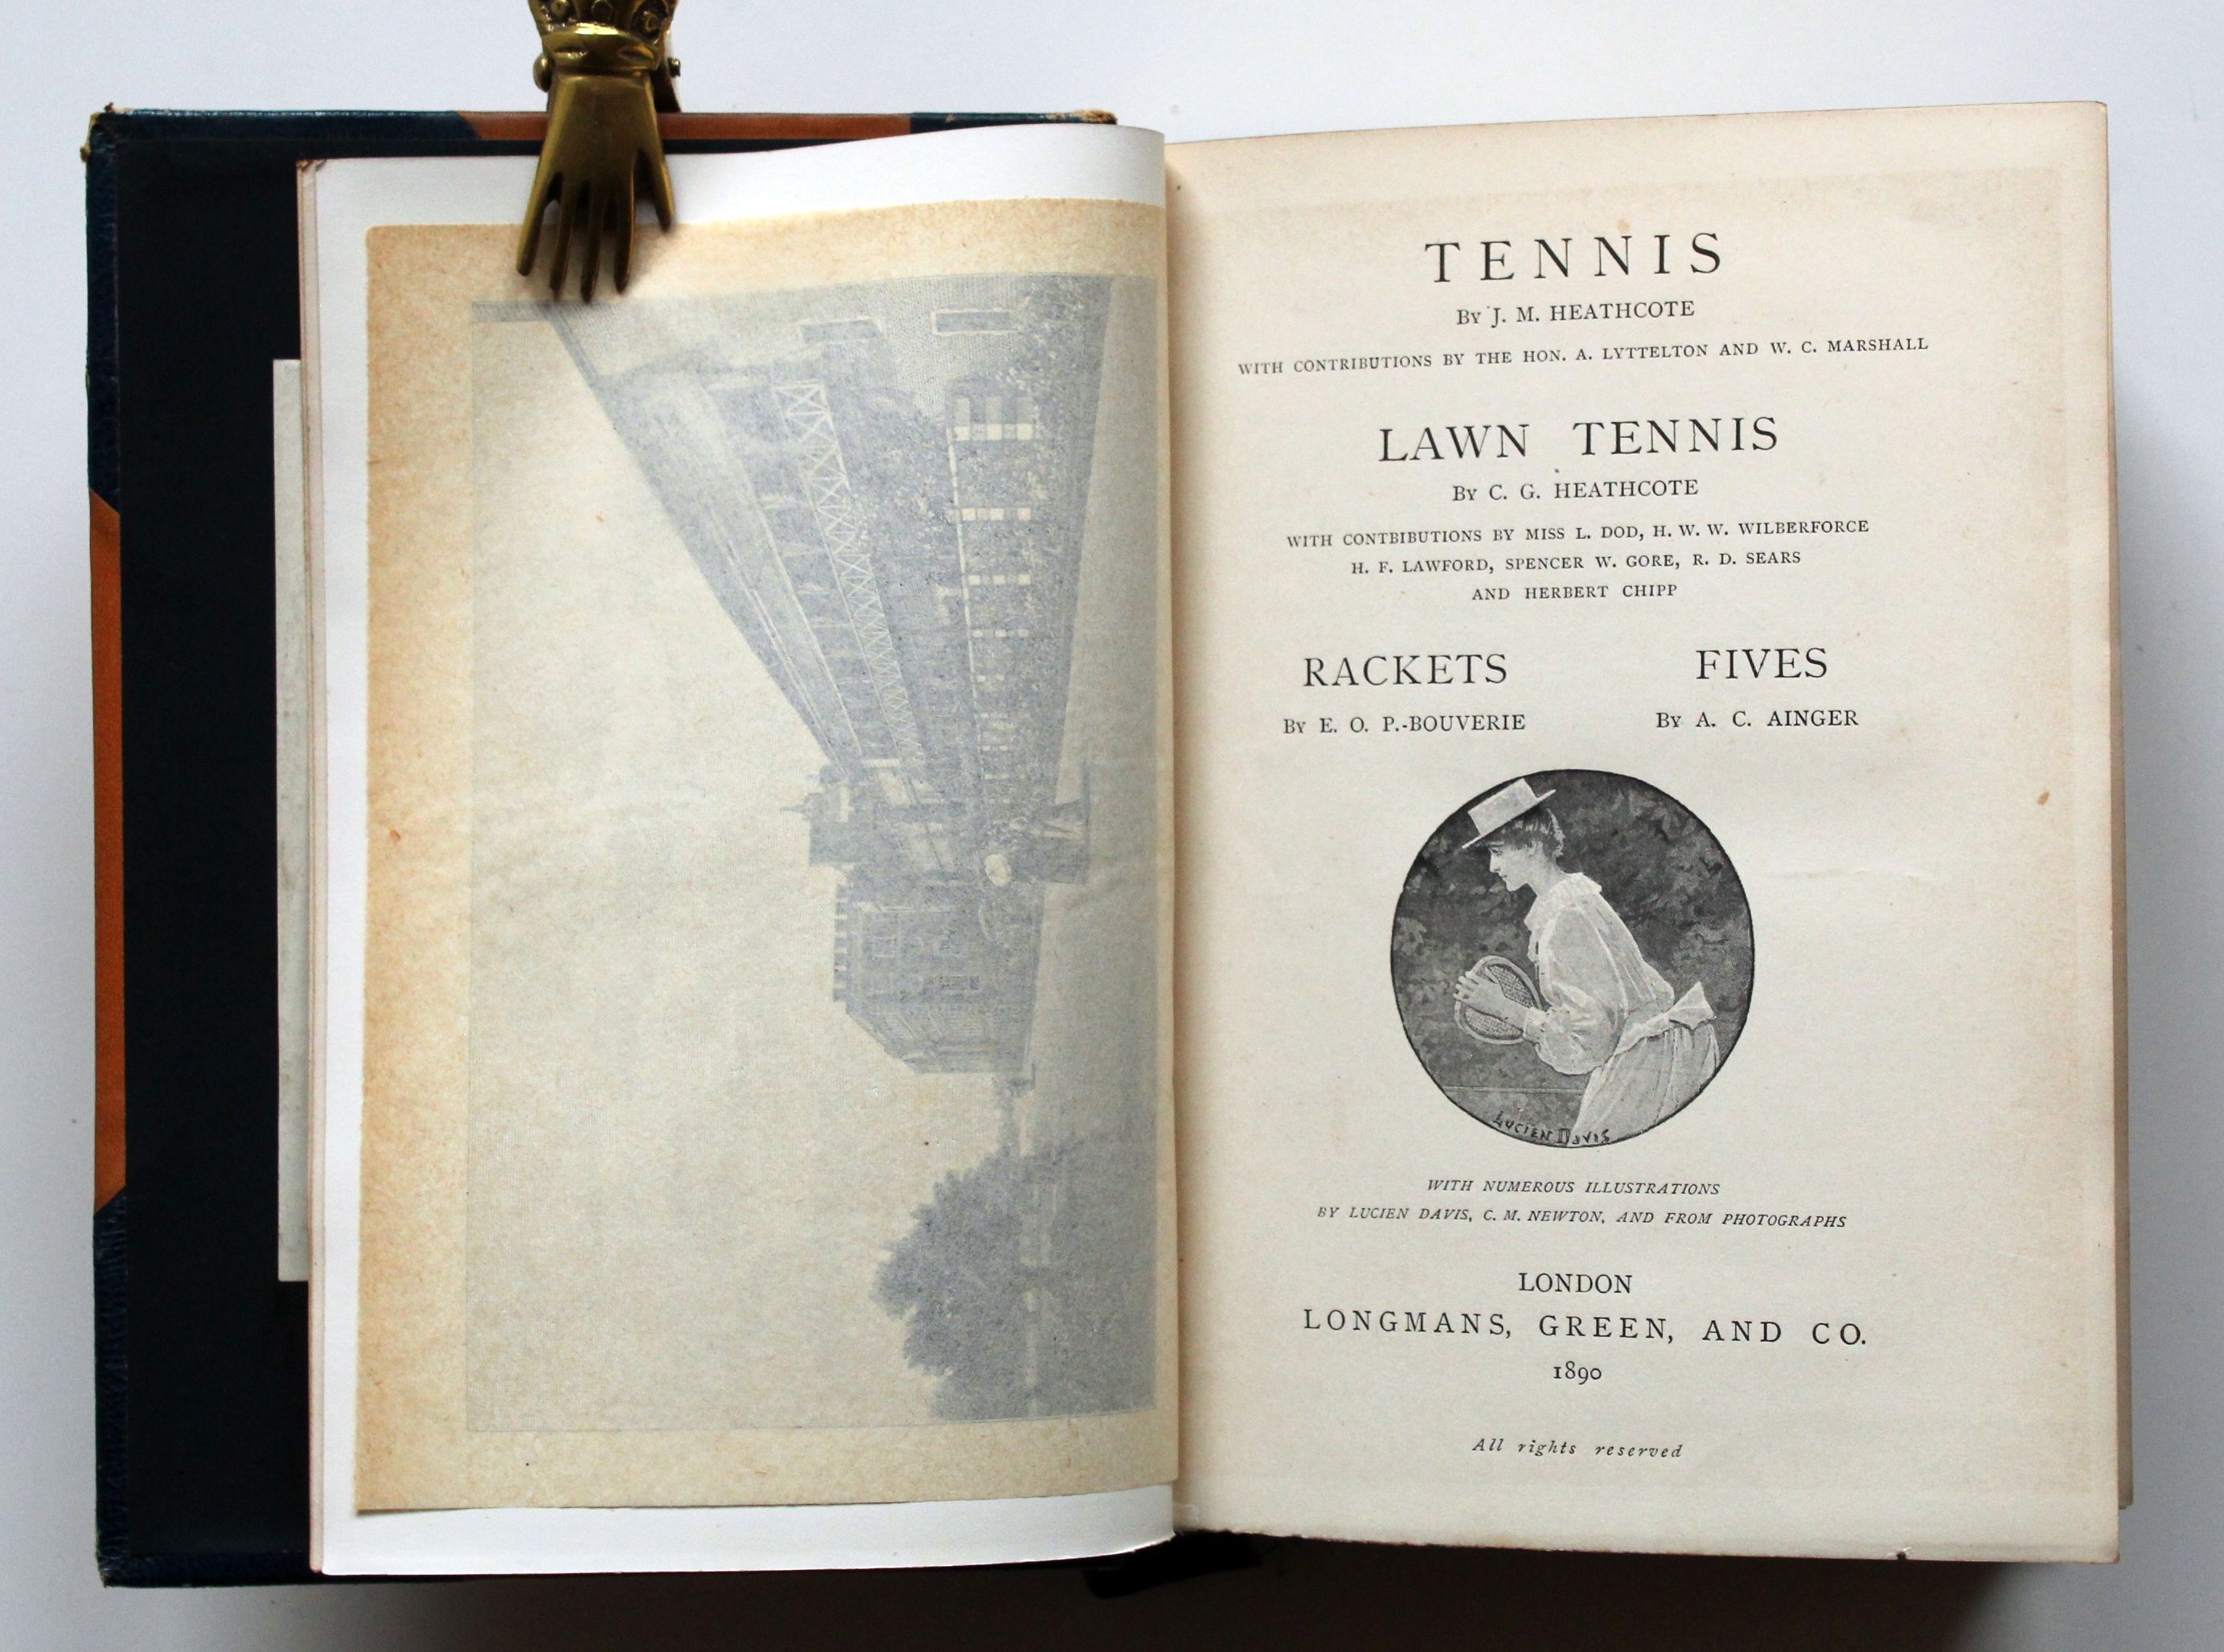 TENNIS
By J. M. HEATHCOTE
WITH CONTRIBUTIONS BY THE HON. A. LYTTELTON AND W. C. MARSHALL
LAWN TENNIS
By C. G. HEATHCOTE
WITH CONTBIBUTIONS BY MISS L. DOD, H. W. W. WILBERFORCE
H. F. LAWFORD, SPENCER W. GORE, R. D. SEARS
AND HERBERT CHIPP
RACKETS
By E. O. P.-BOUVERIE
FIVES
By A. C. AINGER
LUCIEN DAVIS
WITH NUMEROUS ILLUSTRATIONS
BY LUCIEN DAVIS, C. M. NEWTON, AND FROM PHOTOGRAPHS
LONDON
LONGMANS, GREEN, AND CO.
1890
All rights reserved